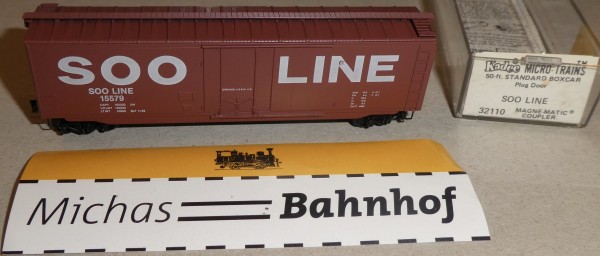 SOO LINE
SOO LINE
15579
Kadee MICRO-TRAINS
50-ft. STANDARD BOXCAR
Plug Door
SOO LINE
32110 MAGNE-MATIC®
COUPLER
Michas Bahnhof